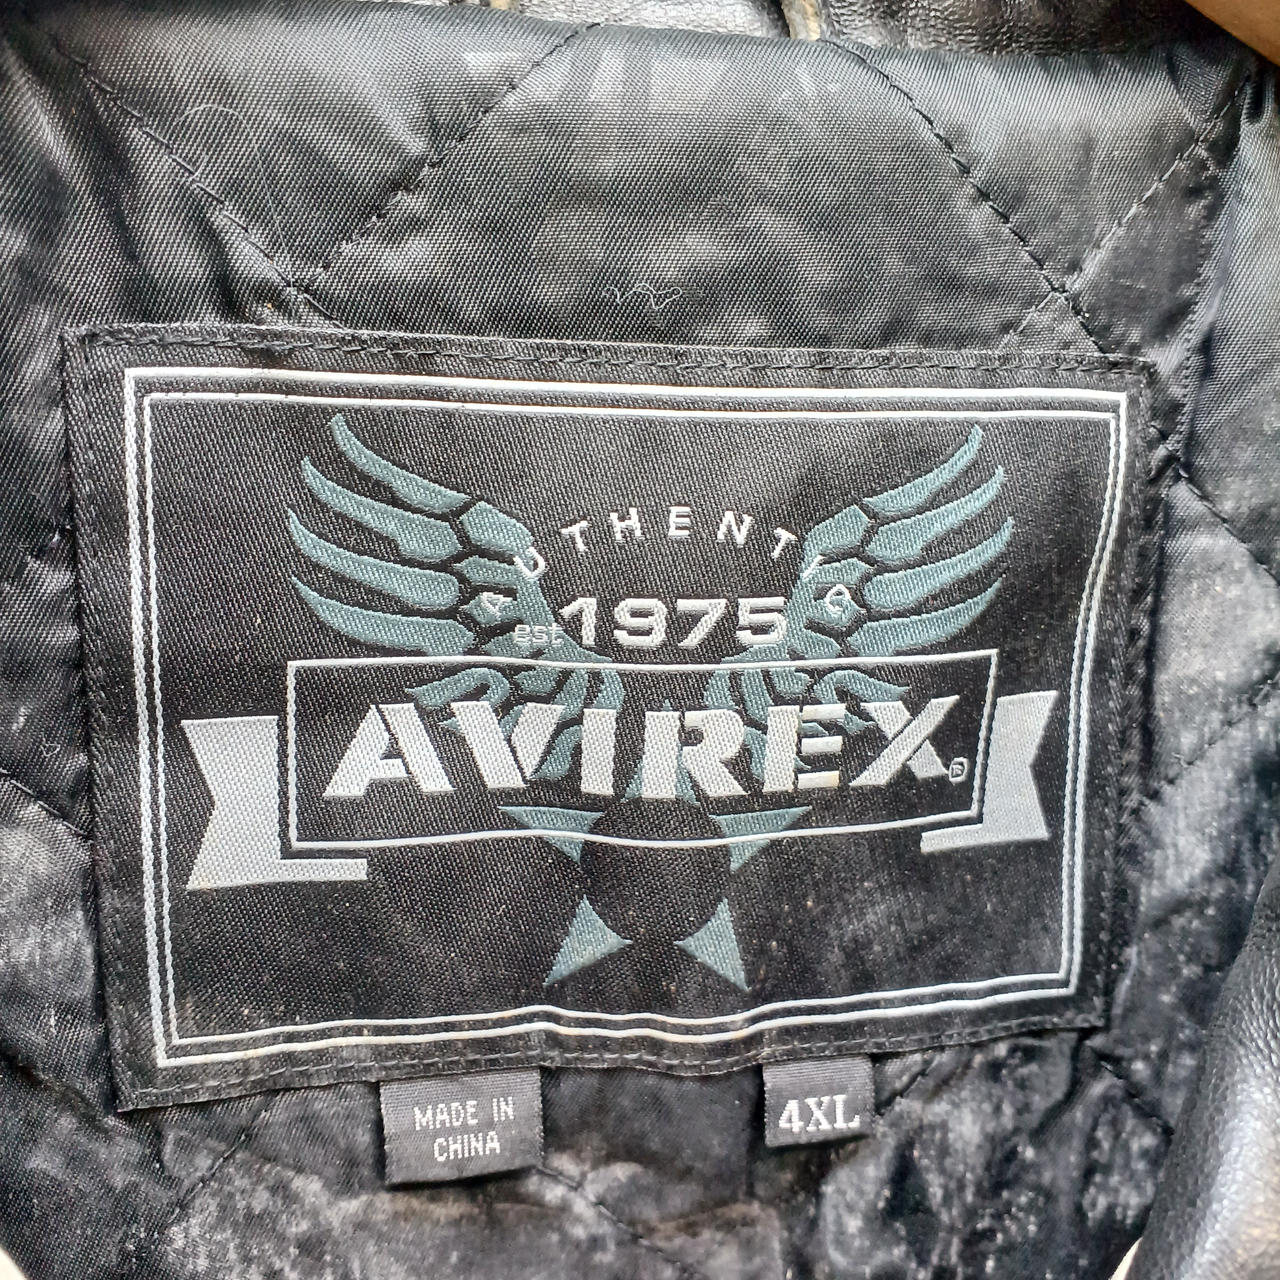 AUTHENTIC
EST 1975
AVIREX®
MADE IN
CHINA
4XL